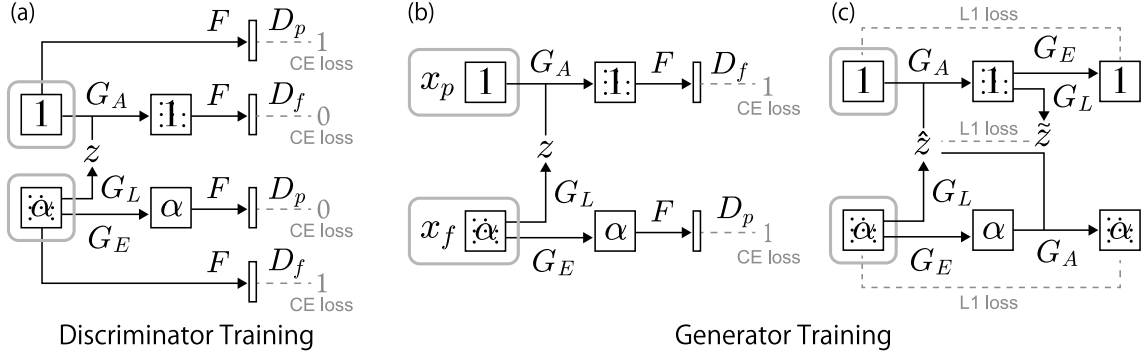 (a)
F D_p
1
CE loss
1 G_A 1 F D_f
0
CE loss
z
α G_L α F D_p
0
G_E CE loss
F D_f
1
CE loss
Discriminator Training
(b)
x_p 1 G_A 1 F D_f
1
CE loss
z
x_f α G_L α F D_p
1
G_E CE loss
(c)
L1 loss
1 G_A 1 G_E 1
G_L
L1 loss
ẑ z̃
α G_L α α
G_E G_A
L1 loss
Generator Training